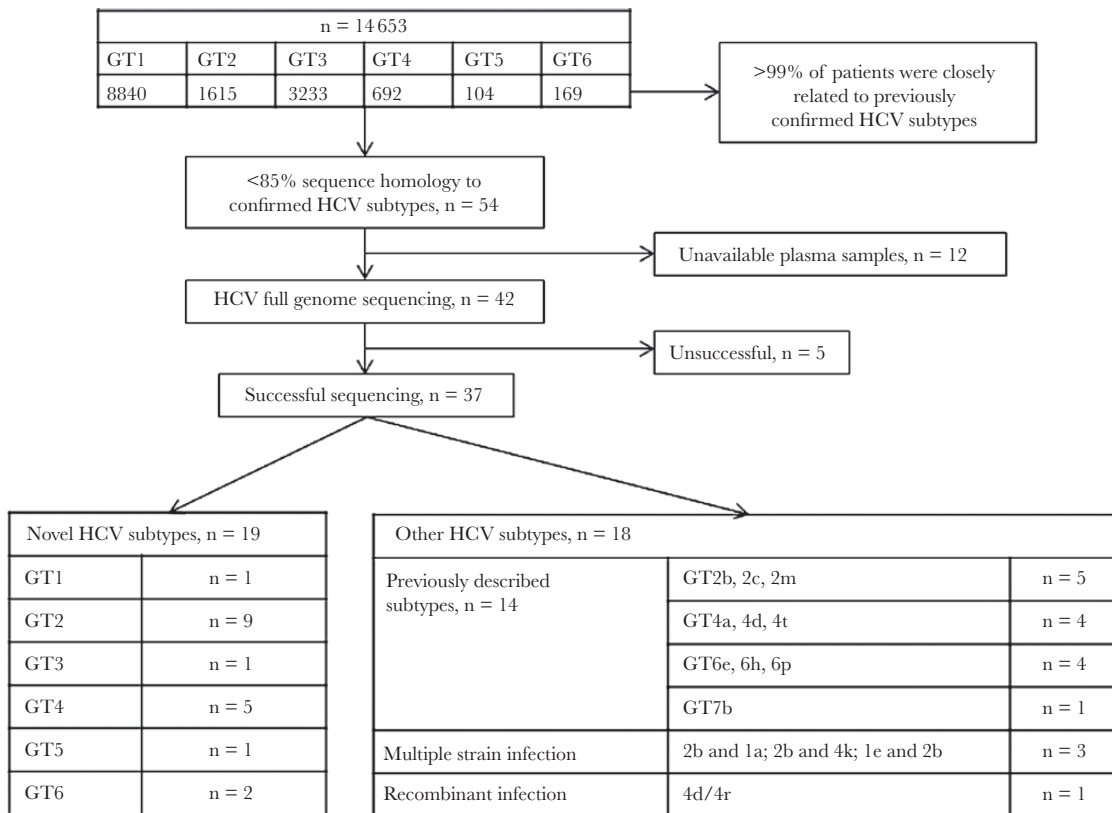 n = 14 653
GT1 GT2 GT3 GT4 GT5 GT6
8840 1615 3233 692 104 169
>99% of patients were closely
related to previously
confirmed HCV subtypes
<85% sequence homology to
confirmed HCV subtypes, n = 54
Unavailable plasma samples, n = 12
HCV full genome sequencing, n = 42
Unsuccessful, n = 5
Successful sequencing, n = 37
Novel HCV subtypes, n = 19
GT1 n = 1
GT2 n = 9
GT3 n = 1
GT4 n = 5
GT5 n = 1
GT6 n = 2
Other HCV subtypes, n = 18
Previously described
subtypes, n = 14
GT2b, 2c, 2m n = 5
GT4a, 4d, 4t n = 4
GT6e, 6h, 6p n = 4
GT7b n = 1
Multiple strain infection 2b and 1a; 2b and 4k; 1e and 2b n = 3
Recombinant infection 4d/4r n = 1